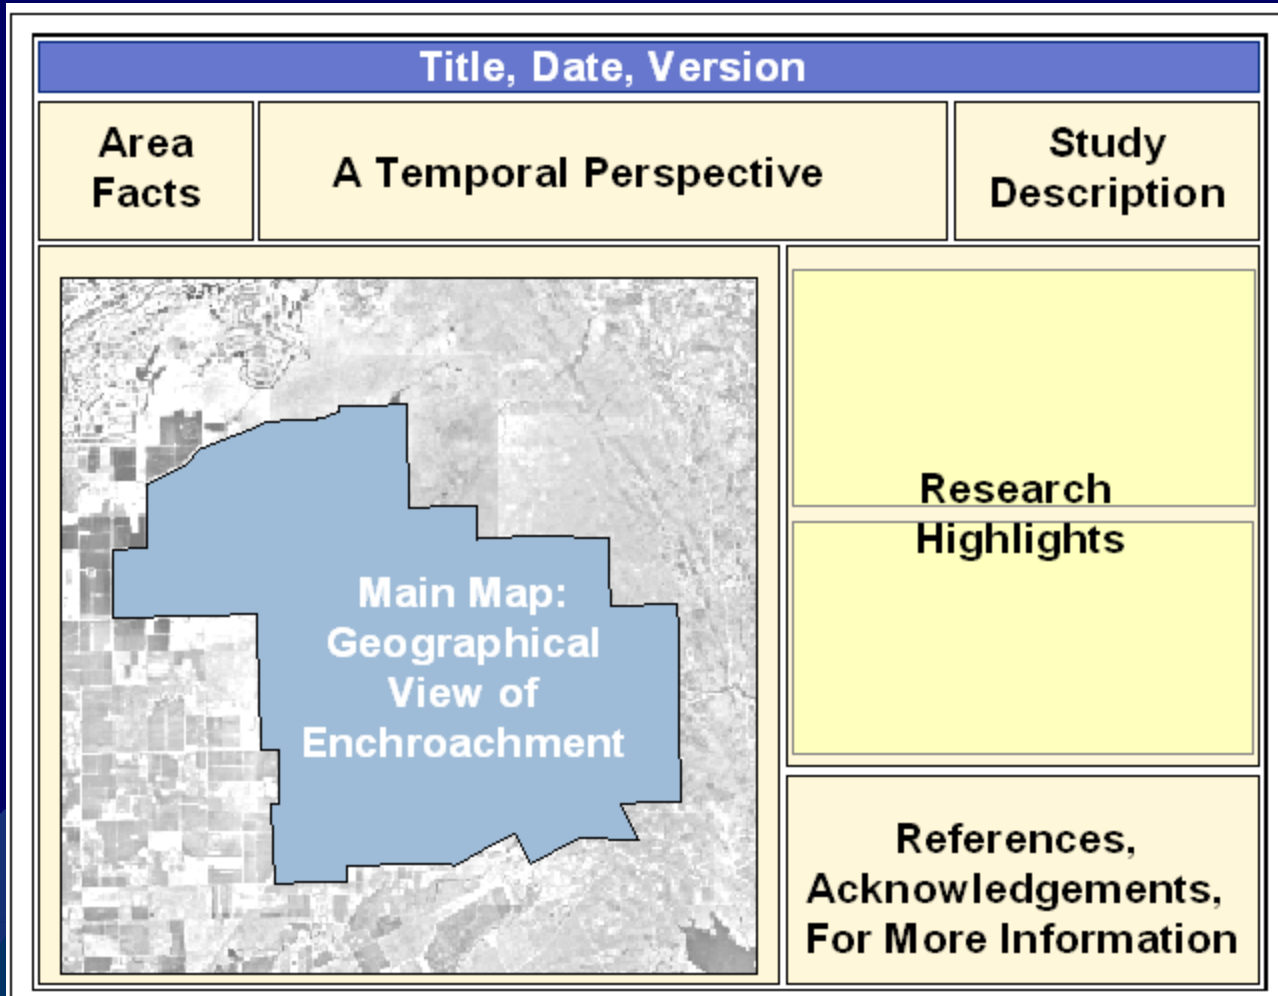 Title, Date, Version
Area
Facts
A Temporal Perspective
Study
Description
Main Map:
Geographical
View of
Enchroachment
Research
Highlights
References,
Acknowledgements,
For More Information